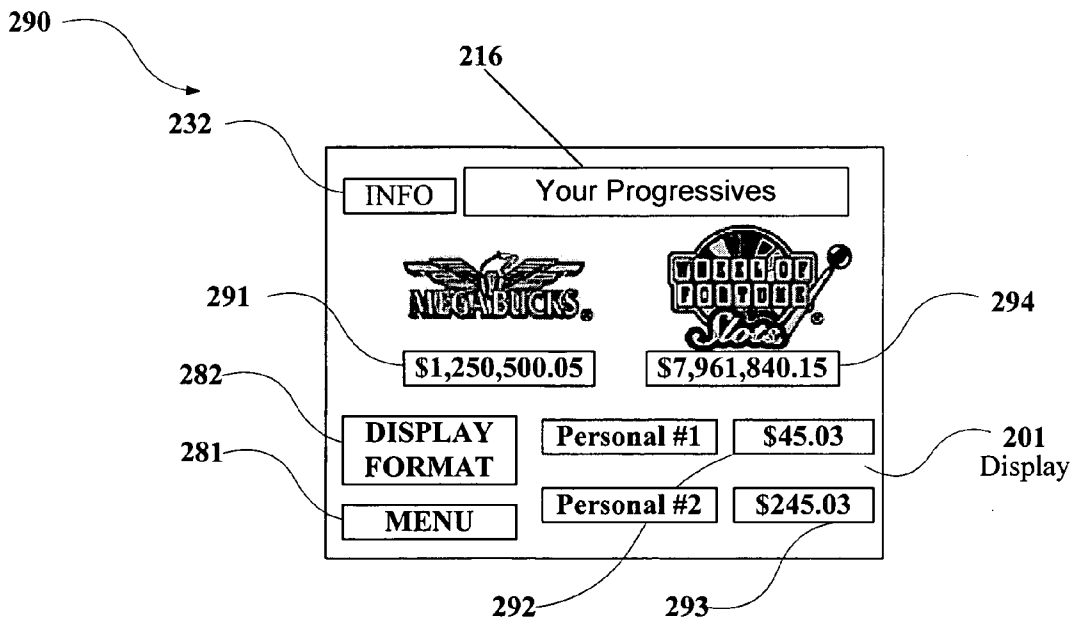 290
216
232
INFO
Your Progressives
MEGABUCKS®
WHEEL OF
FORTUNE
Slots®
291
294
$1,250,500.05
$7,961,840.15
282
DISPLAY
FORMAT
Personal #1
$45.03
201
Display
281
MENU
Personal #2
$245.03
292
293